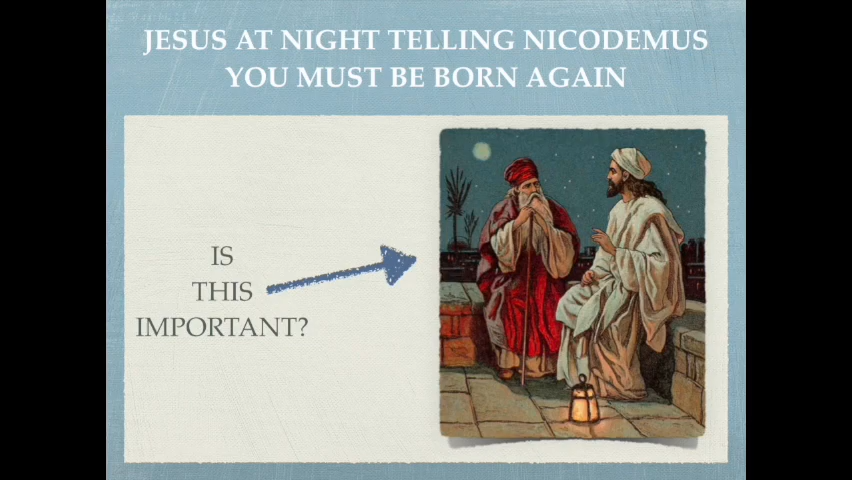 JESUS AT NIGHT TELLING NICODEMUS
YOU MUST BE BORN AGAIN
IS
THIS
IMPORTANT?